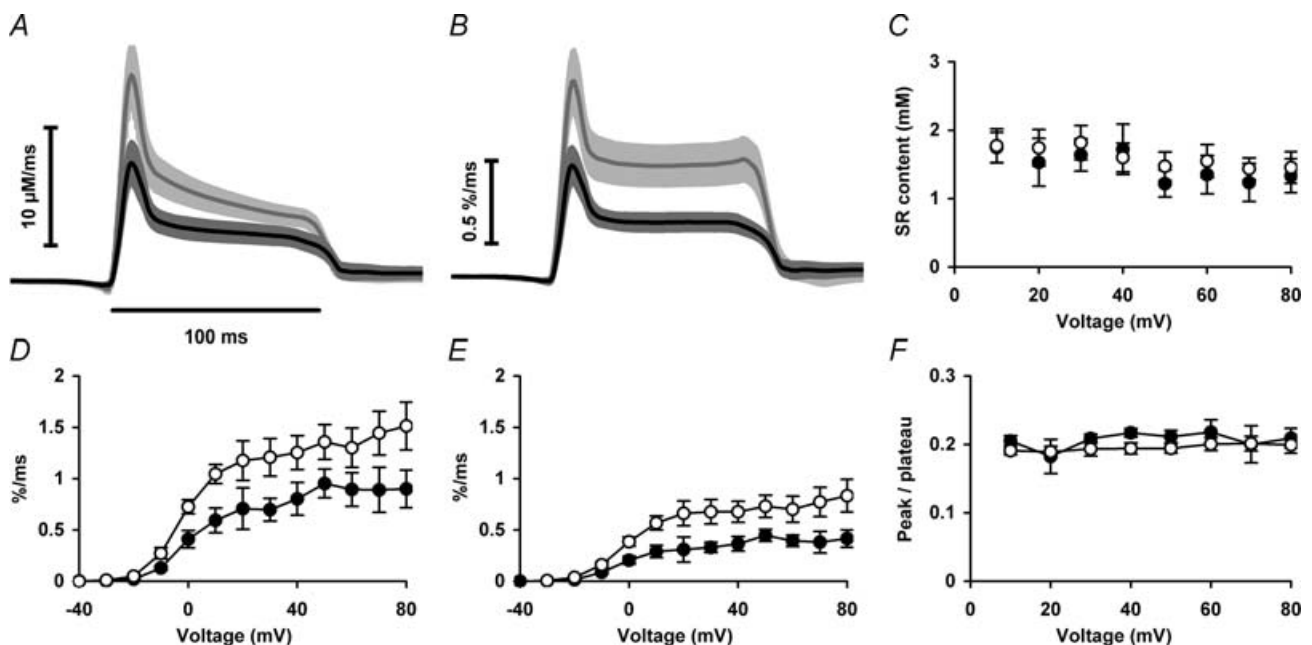 A
10 µM/ms
100 ms
B
0.5 %/ms
C
SR content (mM)
3
2
1
0
0
20
40
60
80
Voltage (mV)
D
%/ms
2
1.5
1
0.5
0
-40
0
40
80
Voltage (mV)
E
%/ms
2
1.5
1
0.5
0
-40
0
40
80
Voltage (mV)
F
Peak / plateau
0.3
0.2
0.1
0
0
20
40
60
80
Voltage (mV)